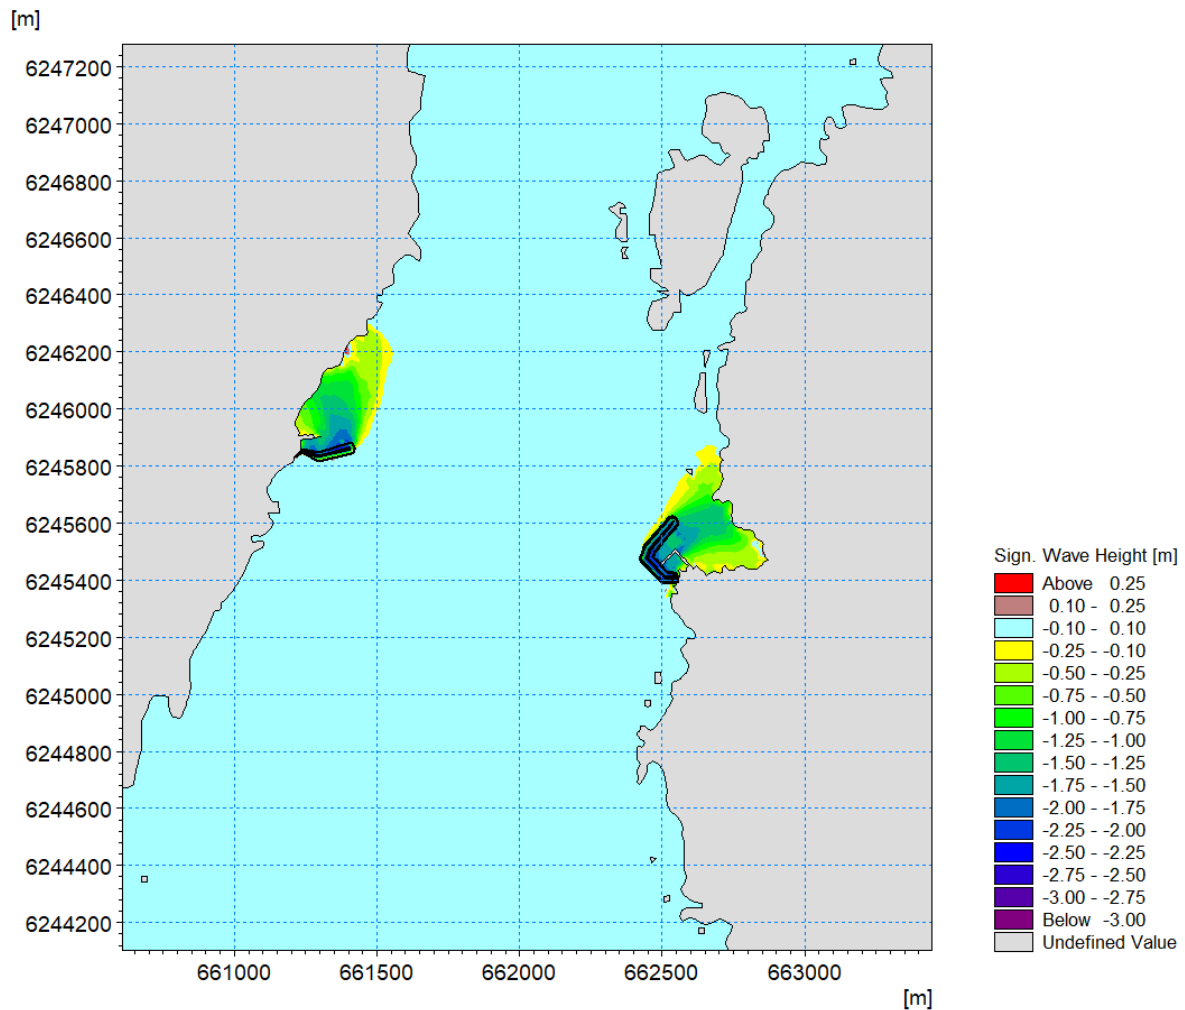 [m]
6247200
6247000
6246800
6246600
6246400
6246200
6246000
6245800
6245600
6245400
6245200
6245000
6244800
6244600
6244400
6244200
661000 661500 662000 662500 663000
[m]
Sign. Wave Height [m]
Above 0.25
0.10 - 0.25
-0.10 - 0.10
-0.25 - -0.10
-0.50 - -0.25
-0.75 - -0.50
-1.00 - -0.75
-1.25 - -1.00
-1.50 - -1.25
-1.75 - -1.50
-2.00 - -1.75
-2.25 - -2.00
-2.50 - -2.25
-2.75 - -2.50
-3.00 - -2.75
Below -3.00
Undefined Value